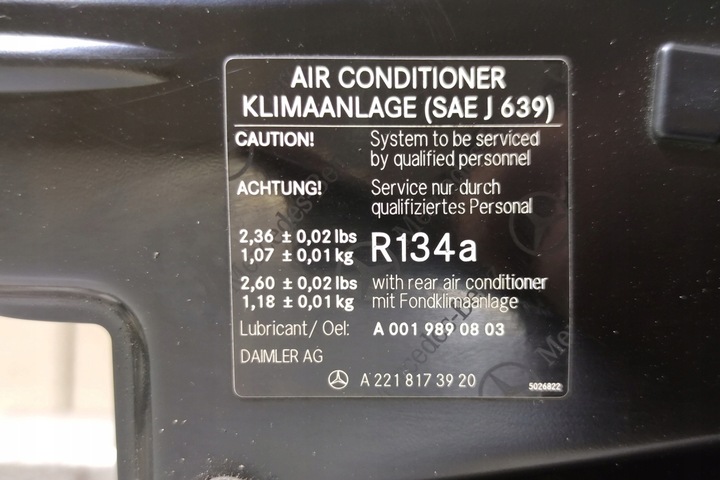 AIR CONDITIONER
KLIMAANLAGE (SAE J 639)
CAUTION! System to be serviced
by qualified personnel
ACHTUNG! Service nur durch
qualifiziertes Personal
2,36 ± 0,02 lbs R134a
1,07 ± 0,01 kg
2,60 ± 0,02 lbs with rear air conditioner
1,18 ± 0,01 kg mit Fondklimaanlage
Lubricant/ Oel: A 001 989 08 03
DAIMLER AG
A 221 817 39 20
5026822